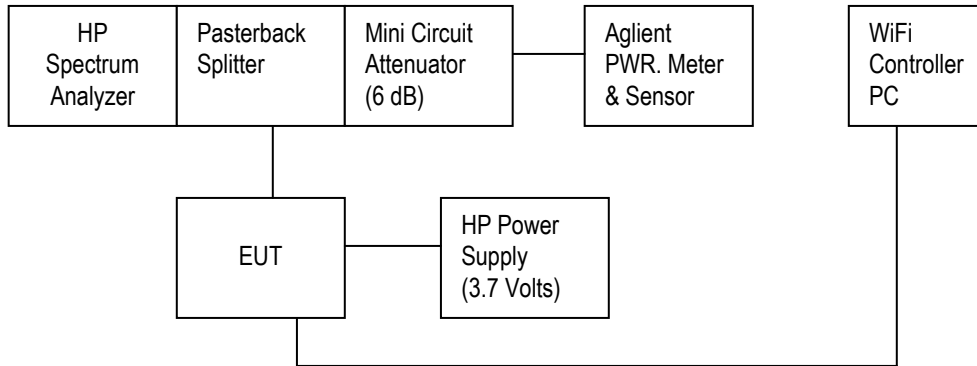 HP
Spectrum
Analyzer
Pasterback
Splitter
Mini Circuit
Attenuator
(6 dB)
Aglient
PWR. Meter
& Sensor
WiFi
Controller
PC
EUT
HP Power
Supply
(3.7 Volts)